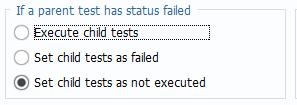 If a parent test has status failed
Execute child tests
Set child tests as failed
Set child tests as not executed